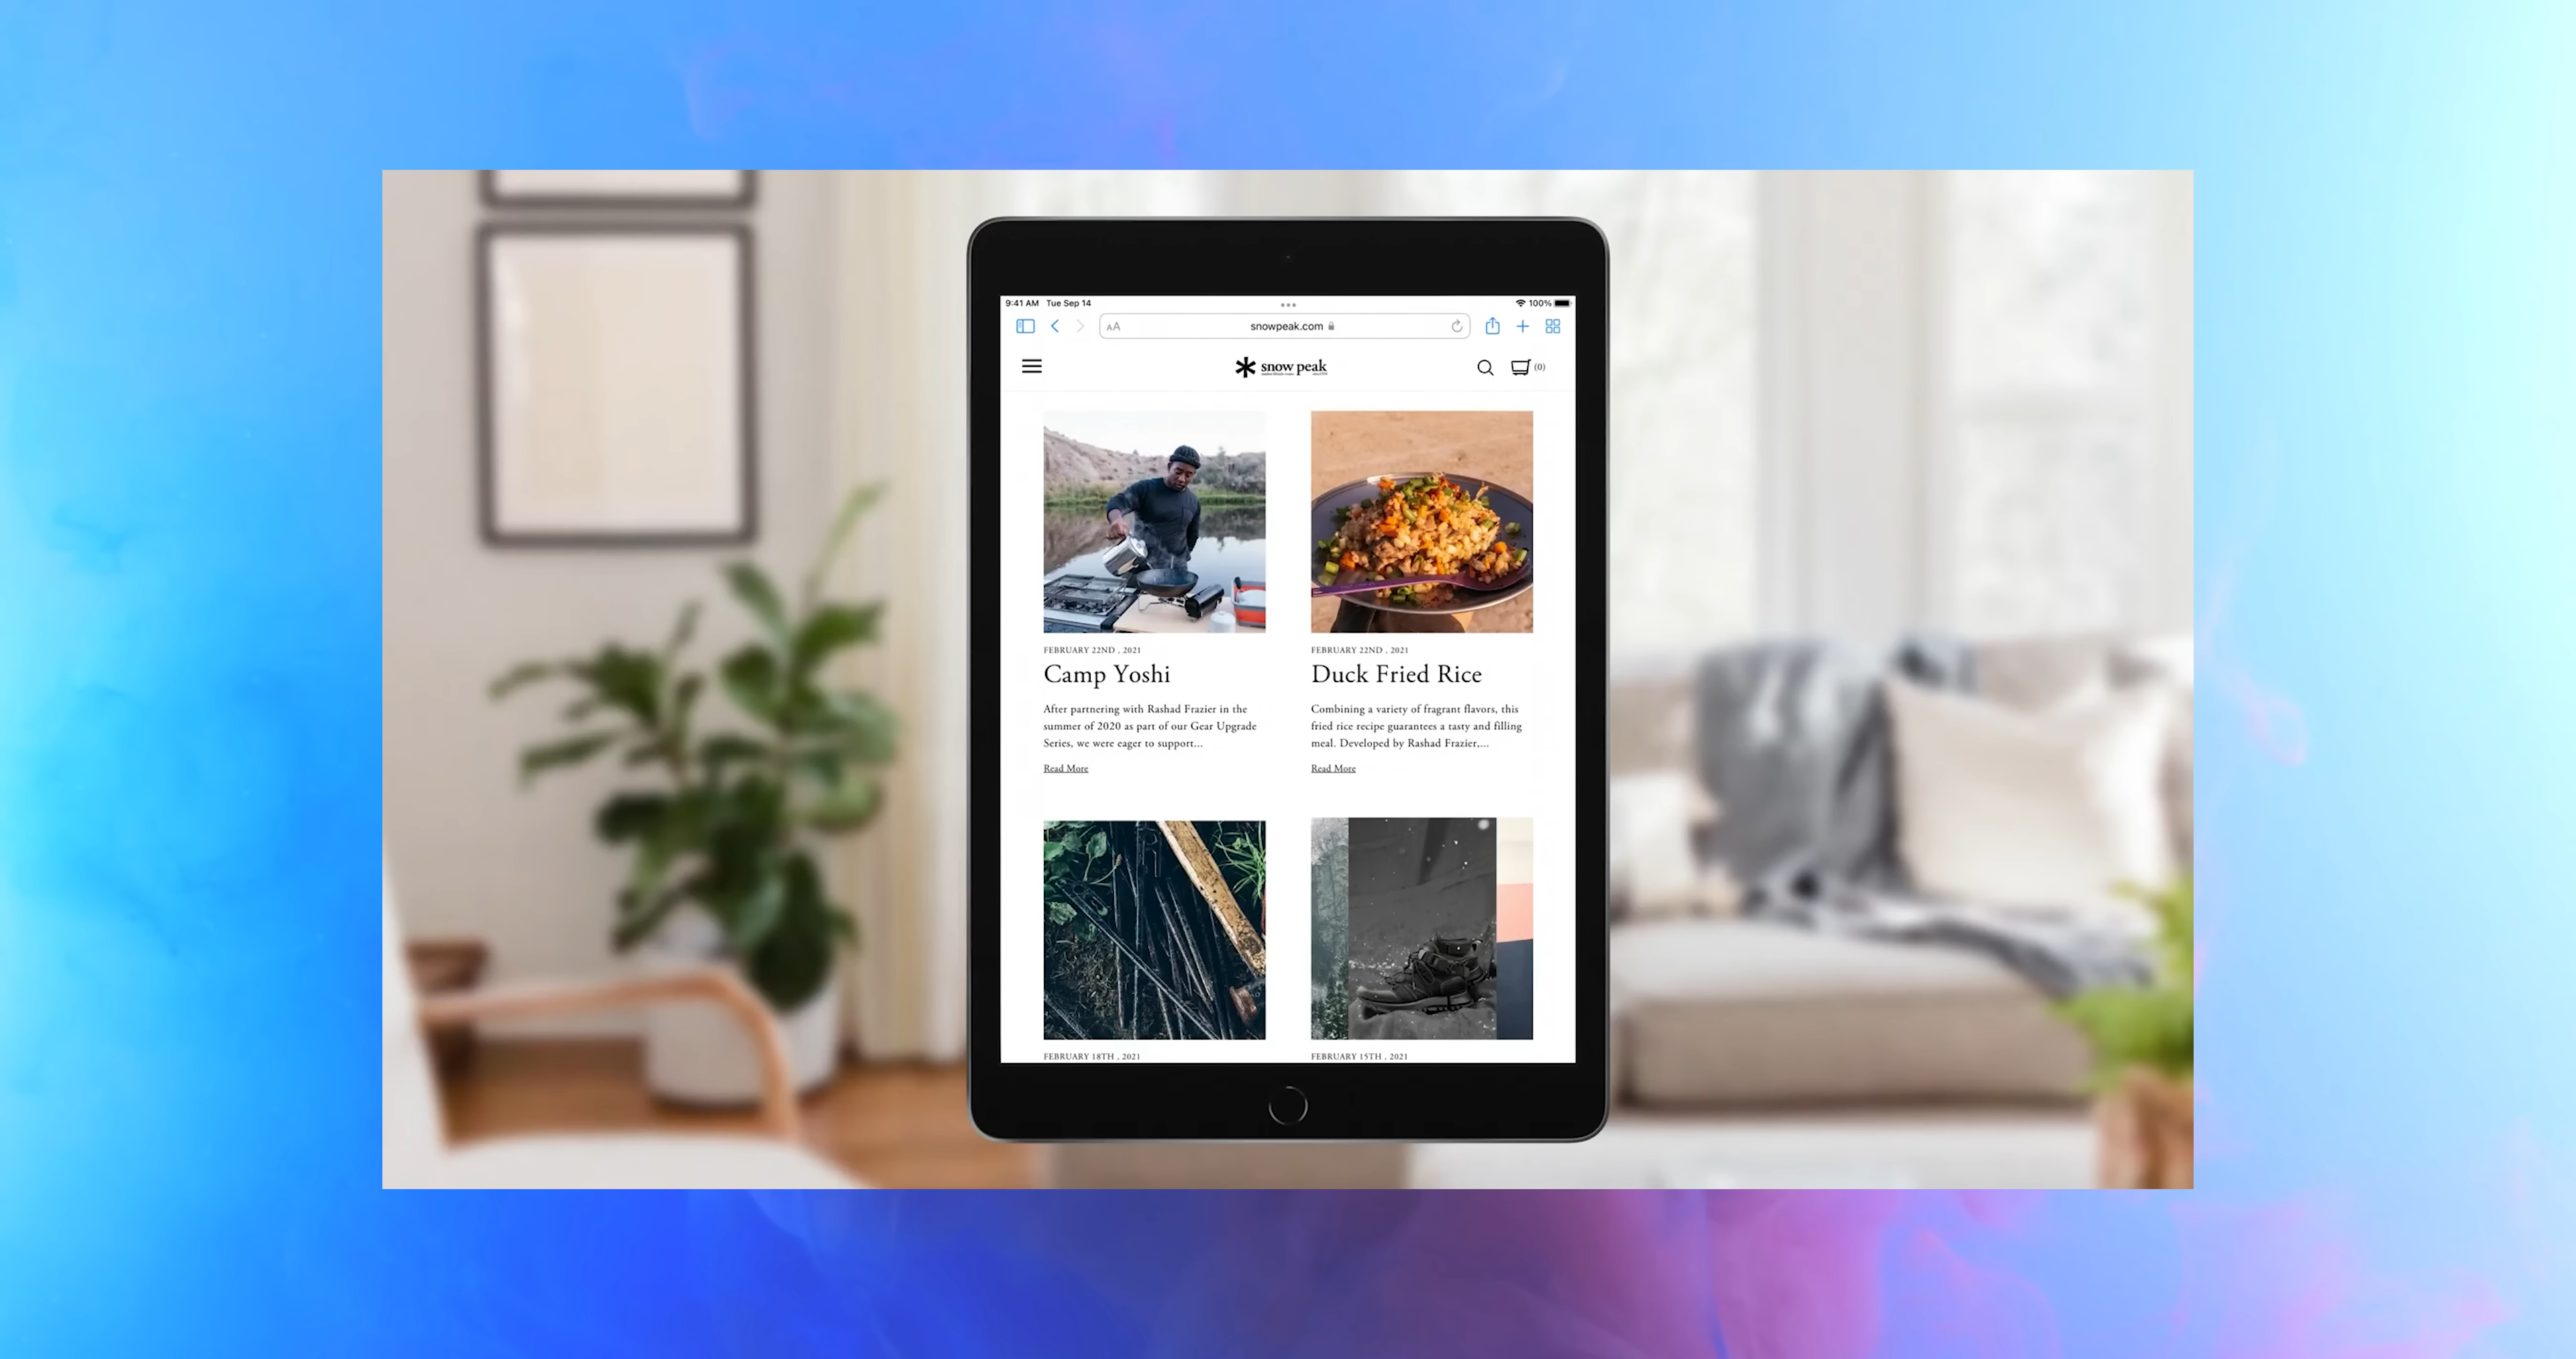 9:41 AM Tue Sep 14
100%
AA
snowpeak.com
snow peak
(0)
FEBRUARY 22ND , 2021
Camp Yoshi
After partnering with Rashad Frazier in the
summer of 2020 as part of our Gear Upgrade
Series, we were eager to support...
Read More
FEBRUARY 22ND , 2021
Duck Fried Rice
Combining a variety of fragrant flavors, this
fried rice recipe guarantees a tasty and filling
meal. Developed by Rashad Frazier,...
Read More
FEBRUARY 18TH , 2021
FEBRUARY 15TH , 2021